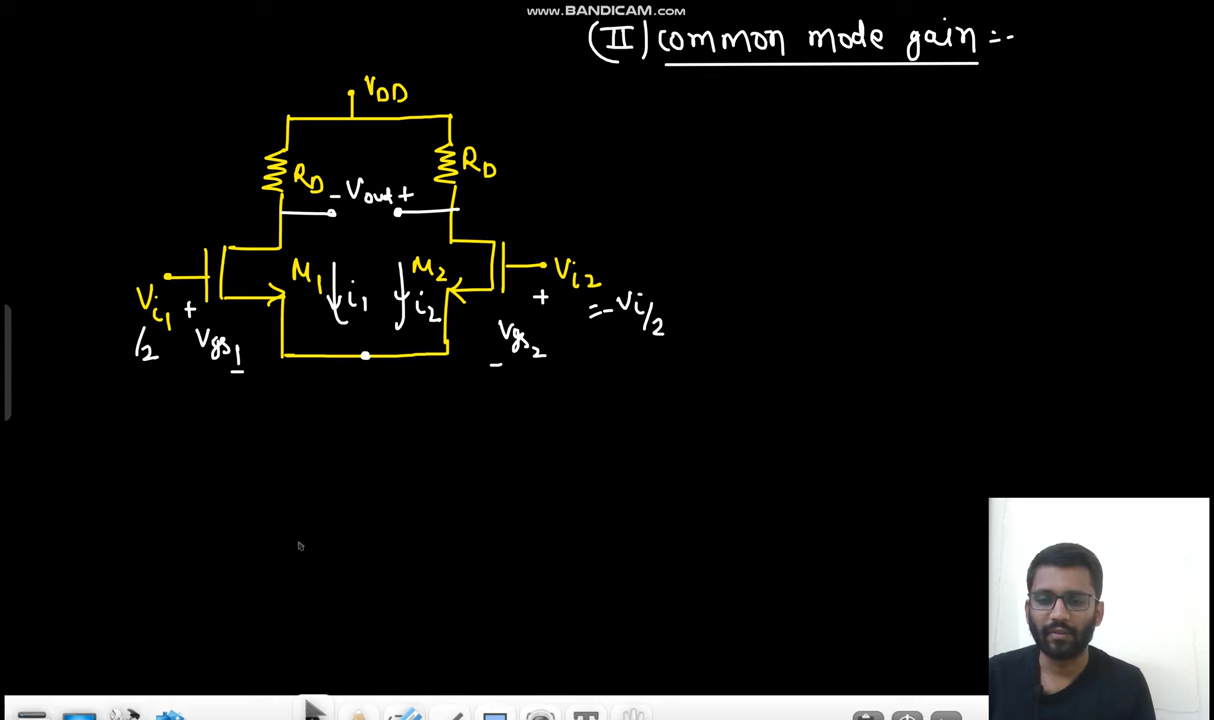 www.BANDICAM.com
(II) common mode gain :-
VDD
RD
RD
- Vout +
M1
M2
i1
i2
Vi1
/2
+
Vgs1
-
Vi2
= -Vi/2
+
Vgs2
-